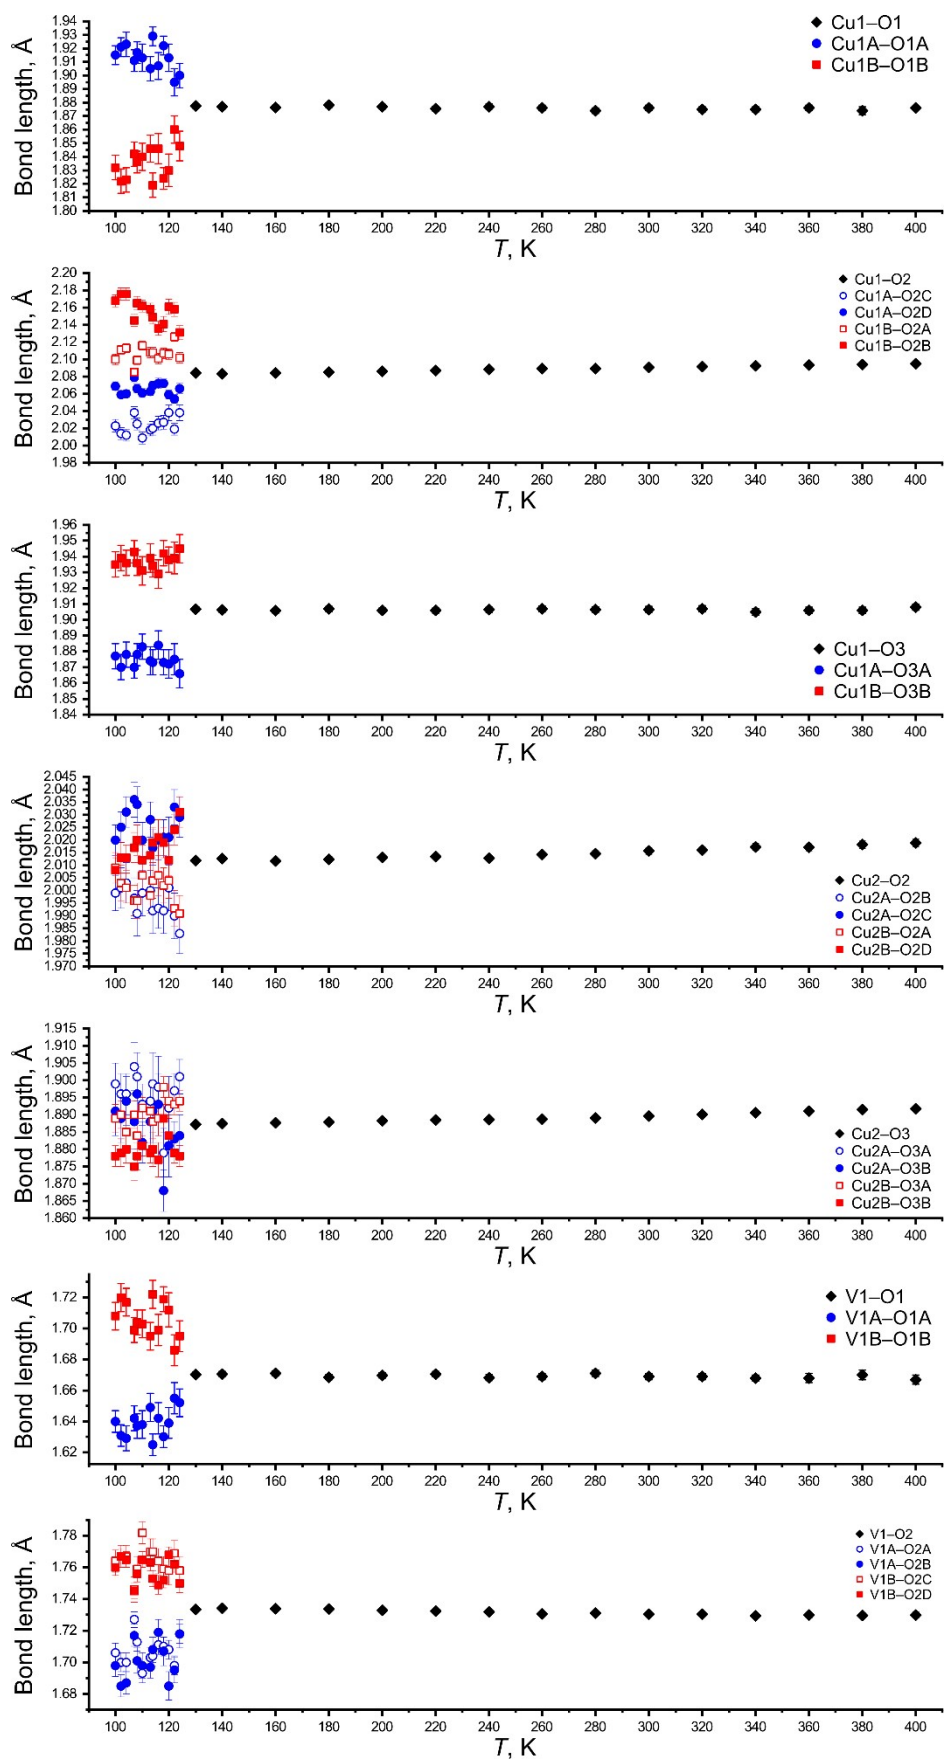 1.94
1.93
1.92
1.91
1.90
1.89
1.88
1.87
1.86
1.85
1.84
1.83
1.82
1.81
1.80
Bond length, Å
Cu1–O1
Cu1A–O1A
Cu1B–O1B
100 120 140 160 180 200 220 240 260 280 300 320 340 360 380 400
T, K
2.20
2.18
2.16
2.14
2.12
2.10
2.08
2.06
2.04
2.02
2.00
1.98
Bond length, Å
Cu1–O2
Cu1A–O2C
Cu1A–O2D
Cu1B–O2A
Cu1B–O2B
100 120 140 160 180 200 220 240 260 280 300 320 340 360 380 400
T, K
1.96
1.95
1.94
1.93
1.92
1.91
1.90
1.89
1.88
1.87
1.86
1.85
1.84
Bond length, Å
Cu1–O3
Cu1A–O3A
Cu1B–O3B
100 120 140 160 180 200 220 240 260 280 300 320 340 360 380 400
T, K
2.045
2.040
2.035
2.030
2.025
2.020
2.015
2.010
2.005
2.000
1.995
1.990
1.985
1.980
1.975
1.970
Bond length, Å
Cu2–O2
Cu2A–O2B
Cu2A–O2C
Cu2B–O2A
Cu2B–O2D
100 120 140 160 180 200 220 240 260 280 300 320 340 360 380 400
T, K
1.915
1.910
1.905
1.900
1.895
1.890
1.885
1.880
1.875
1.870
1.865
1.860
Bond length, Å
Cu2–O3
Cu2A–O3A
Cu2A–O3B
Cu2B–O3A
Cu2B–O3B
100 120 140 160 180 200 220 240 260 280 300 320 340 360 380 400
T, K
1.72
1.70
1.68
1.66
1.64
1.62
Bond length, Å
V1–O1
V1A–O1A
V1B–O1B
100 120 140 160 180 200 220 240 260 280 300 320 340 360 380 400
T, K
1.78
1.76
1.74
1.72
1.70
1.68
Bond length, Å
V1–O2
V1A–O2A
V1A–O2B
V1B–O2C
V1B–O2D
100 120 140 160 180 200 220 240 260 280 300 320 340 360 380 400
T, K